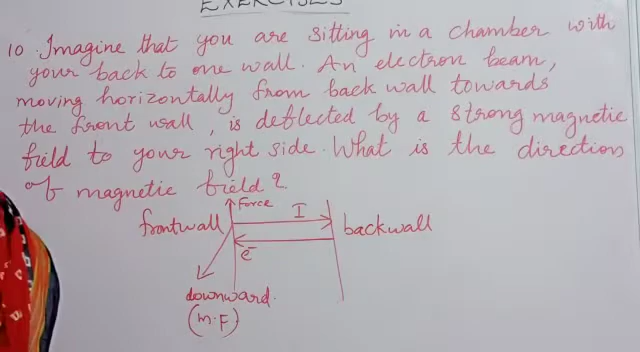 EXERCISES
10. Imagine that you are sitting in a chamber with
your back to one wall. An electron beam,
moving horizontally from back wall towards
the front wall, is deflected by a strong magnetic
field to your right side. What is the direction
of magnetic field?
Force
I
frontwall
backwall
e⁻
downward.
(M.F)